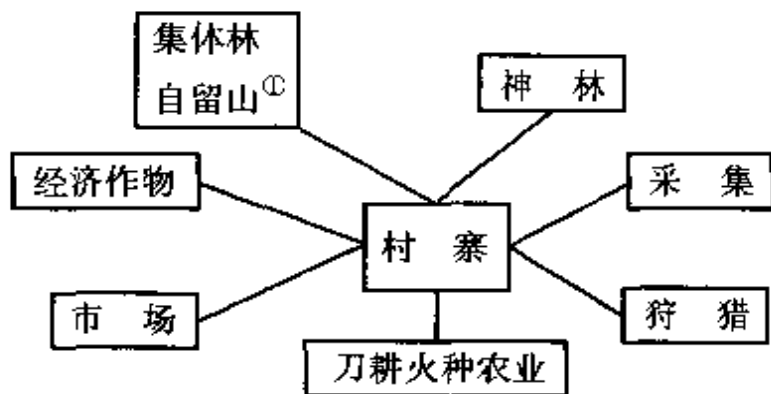 集体林
自留山①
神 林
经济作物
采 集
村 寨
市 场
狩 猎
刀耕火种农业